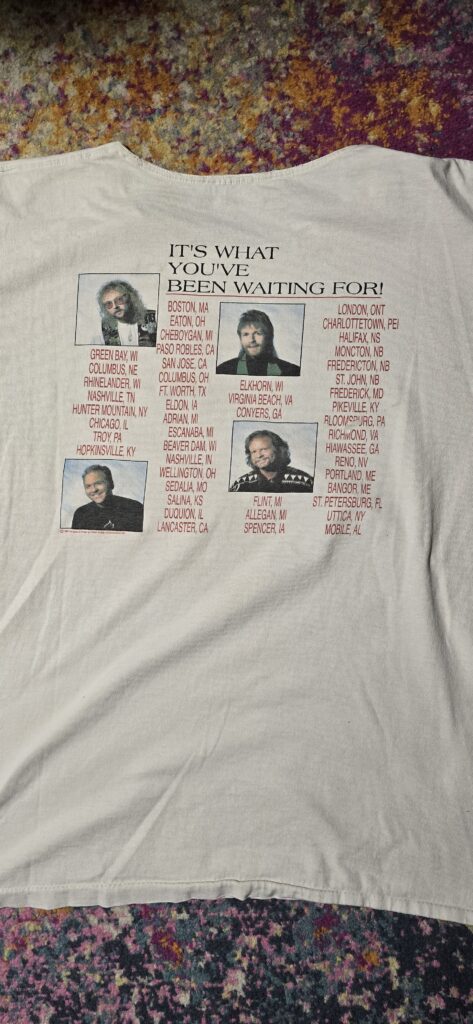 IT'S WHAT
YOU'VE
BEEN WAITING FOR!
GREEN BAY, WI
COLUMBUS, NE
RHINELANDER, WI
NASHVILLE, TN
HUNTER MOUNTAIN, NY
CHICAGO, IL
TROY, PA
HOPKINSVILLE, KY
BOSTON, MA
EATON, OH
CHEBOYGAN, MI
PASO ROBLES, CA
SAN JOSE, CA
COLUMBUS, OH
FT. WORTH, TX
ELDON, IA
ADRIAN, MI
ESCANABA, MI
BEAVER DAM, WI
NASHVILLE, IN
WELLINGTON, OH
SEDALIA, MO
SALINA, KS
DUQUION, IL
LANCASTER, CA
ELKHORN, WI
VIRGINIA BEACH, VA
CONYERS, GA
FLINT, MI
ALLEGAN, MI
SPENCER, IA
LONDON, ONT
CHARLOTTETOWN, PEI
HALIFAX, NS
MONCTON, NB
FREDERICTON, NB
ST. JOHN, NB
FREDERICK, MD
PIKEVILLE, KY
BLOOMSBURG, PA
RICHMOND, VA
HIAWASSEE, GA
RENO, NV
PORTLAND, ME
BANGOR, ME
ST. PETERSBURG, FL
UTTICA, NY
MOBILE, AL